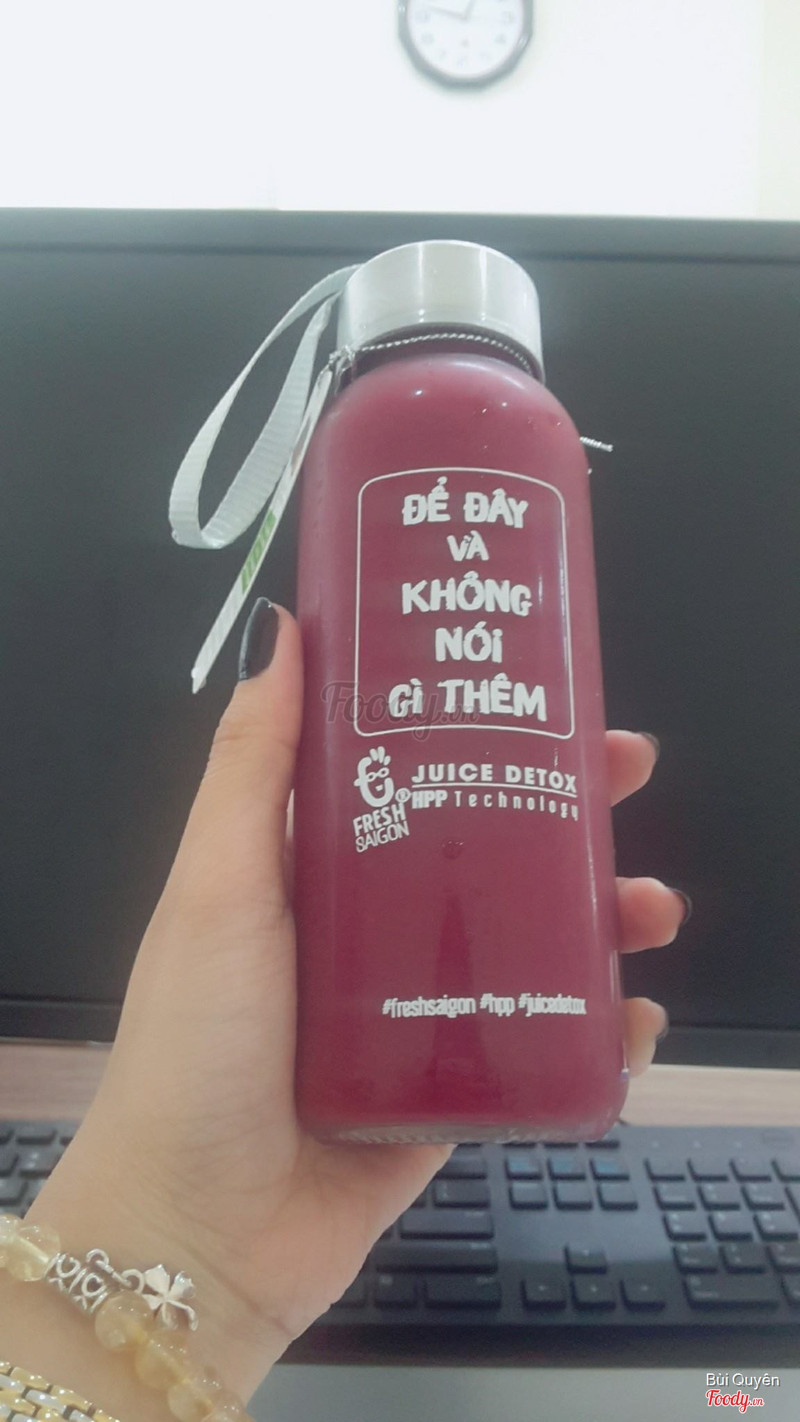 ĐỂ ĐÂY
VÀ
KHÔNG
NÓI
GÌ THÊM
Foody.vn
JUICE DETOX
HPP Technology
FRESH
SAIGON
#freshsaigon #hpp #juicedetox
Bùi Quyên
Foody.vn